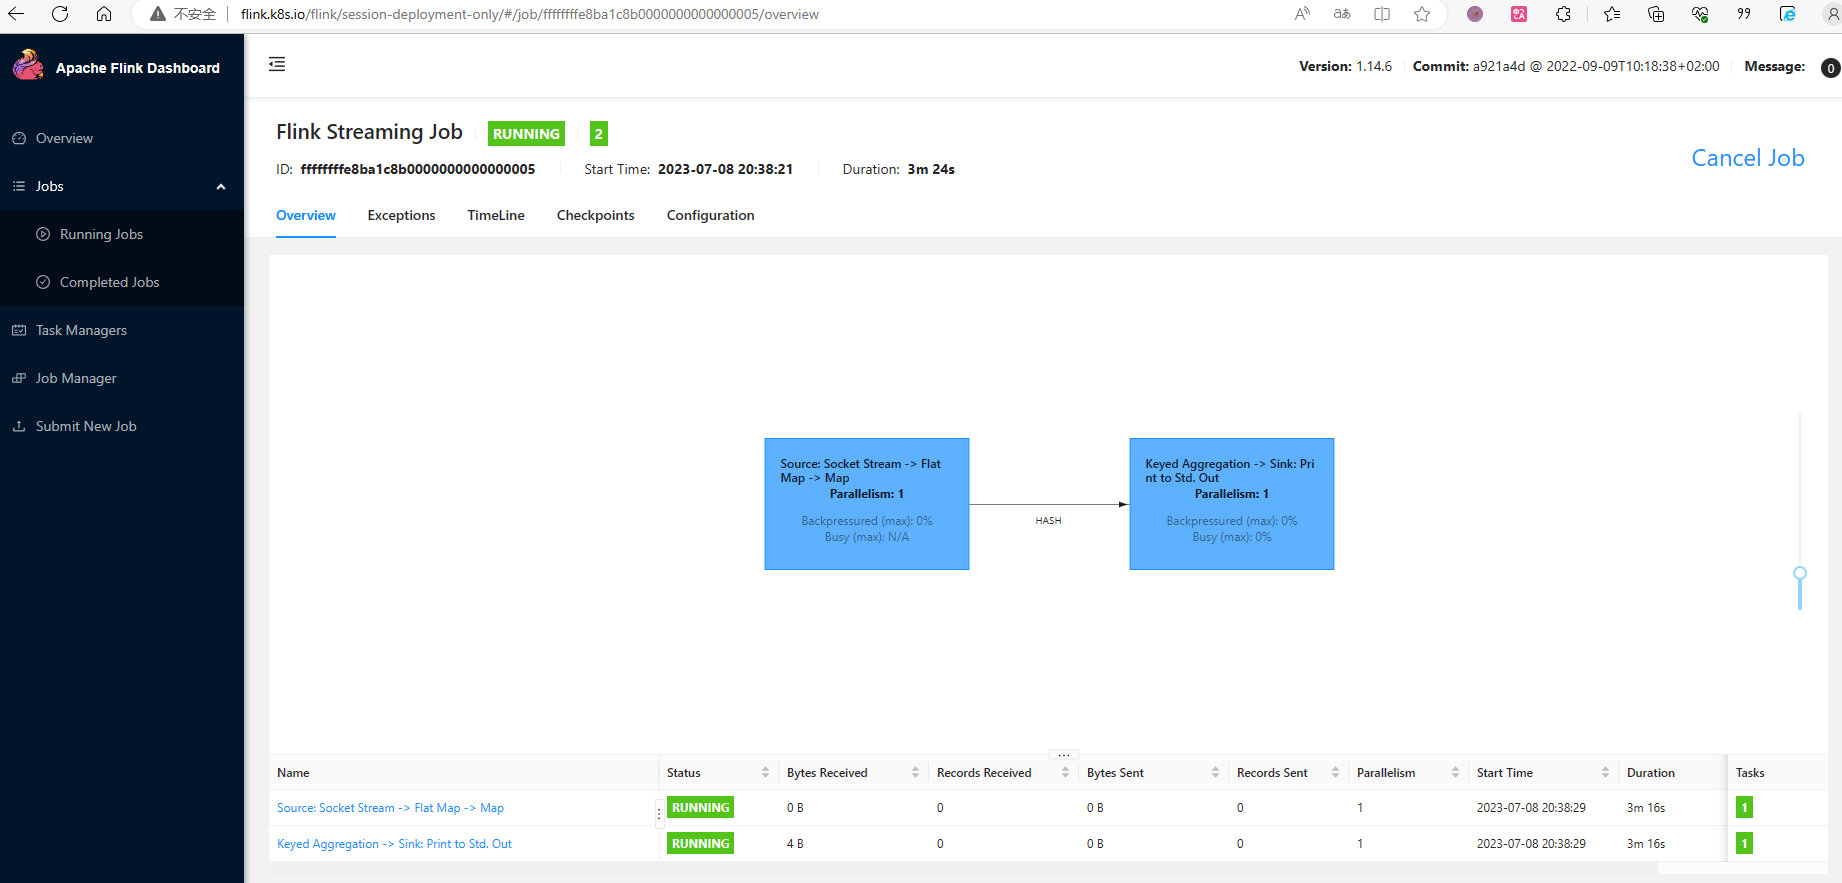 不安全 flink.k8s.io/flink/session-deployment-only/#/job/ffffffffe8ba1c8b0000000000000005/overview
Apache Flink Dashboard
Version: 1.14.6 Commit: a921a4d @ 2022-09-09T10:18:38+02:00 Message: 0
Overview
Jobs
Running Jobs
Completed Jobs
Task Managers
Job Manager
Submit New Job
Flink Streaming Job RUNNING 2
ID: ffffffffe8ba1c8b0000000000000005 Start Time: 2023-07-08 20:38:21 Duration: 3m 24s
Cancel Job
Overview Exceptions TimeLine Checkpoints Configuration
Source: Socket Stream -> Flat
Map -> Map
Parallelism: 1
Backpressured (max): 0%
Busy (max): N/A
HASH
Keyed Aggregation -> Sink: Pri
nt to Std. Out
Parallelism: 1
Backpressured (max): 0%
Busy (max): 0%
Name Status Bytes Received Records Received Bytes Sent Records Sent Parallelism Start Time Duration Tasks
Source: Socket Stream -> Flat Map -> Map RUNNING 0 B 0 0 B 0 1 2023-07-08 20:38:29 3m 16s 1
Keyed Aggregation -> Sink: Print to Std. Out RUNNING 4 B 0 0 B 0 1 2023-07-08 20:38:29 3m 16s 1